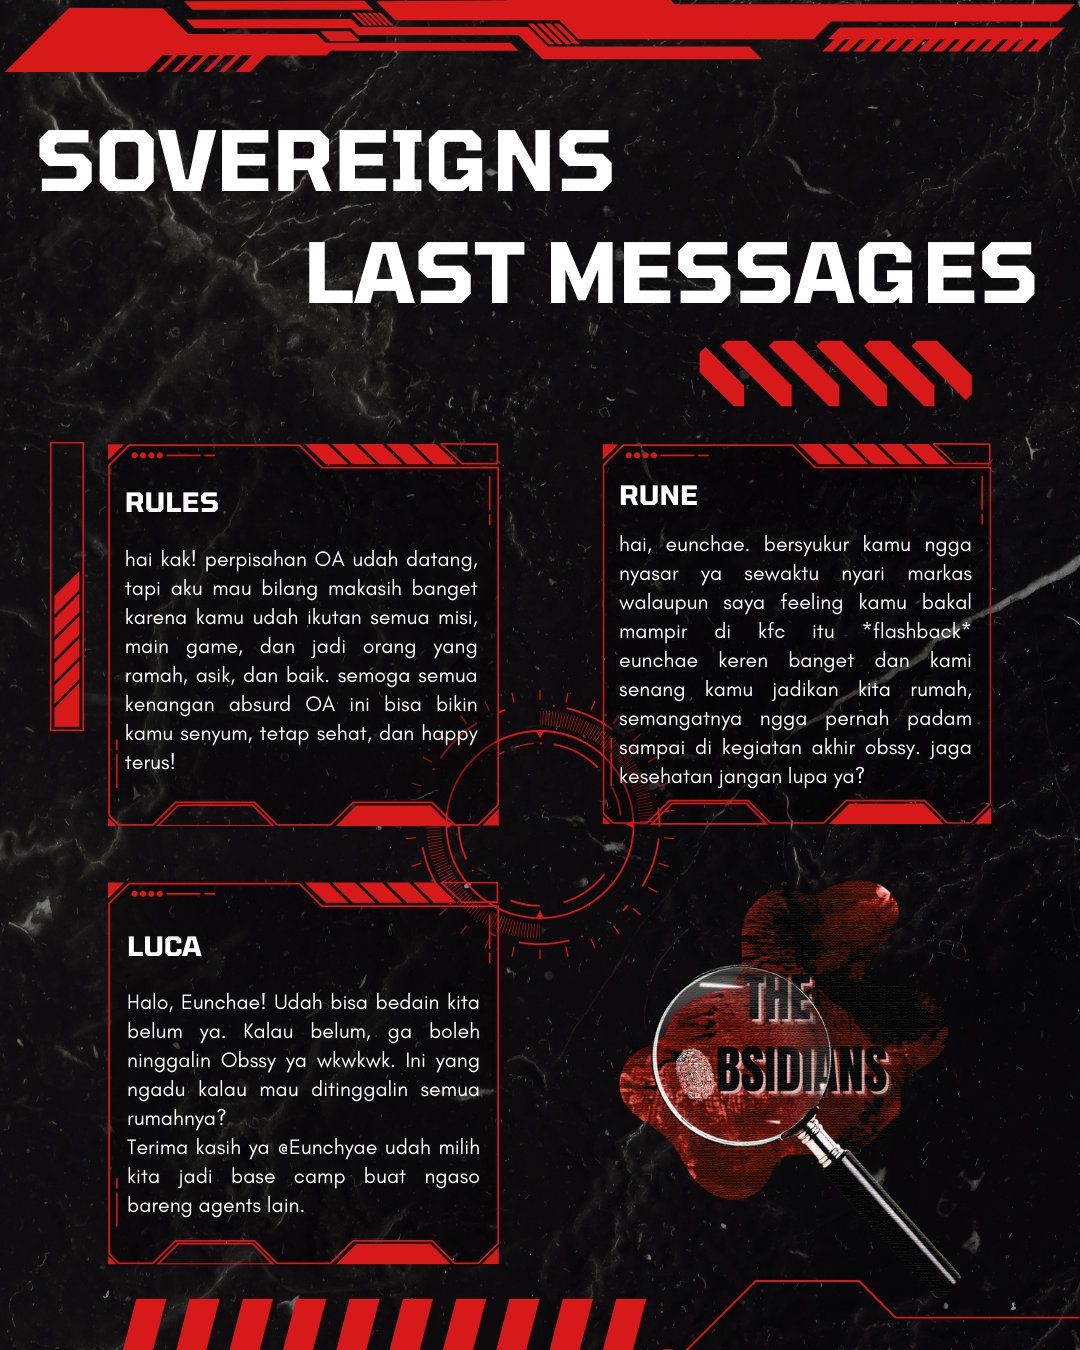 SOVEREIGNS
LAST MESSAGES
RULES
hai kak! perpisahan OA udah datang,
tapi aku mau bilang makasih banget
karena kamu udah ikutan semua misi,
main game, dan jadi orang yang
ramah, asik, dan baik. semoga semua
kenangan absurd OA ini bisa bikin
kamu senyum, tetap sehat, dan happy
terus!
RUNE
hai, eunchae. bersyukur kamu ngga
nyasar ya sewaktu nyari markas
walaupun saya feeling kamu bakal
mampir di kfc itu *flashback*
eunchae keren banget dan kami
senang kamu jadikan kita rumah,
semangatnya ngga pernah padam
sampai di kegiatan akhir obssy. jaga
kesehatan jangan lupa ya?
LUCA
Halo, Eunchae! Udah bisa bedain kita
belum ya. Kalau belum, ga boleh
ninggalin Obssy ya wkwkwk. Ini yang
ngadu kalau mau ditinggalin semua
rumahnya?
Terima kasih ya @Eunchyae udah milih
kita jadi base camp buat ngaso
bareng agents lain.
THE
BSIDIANS